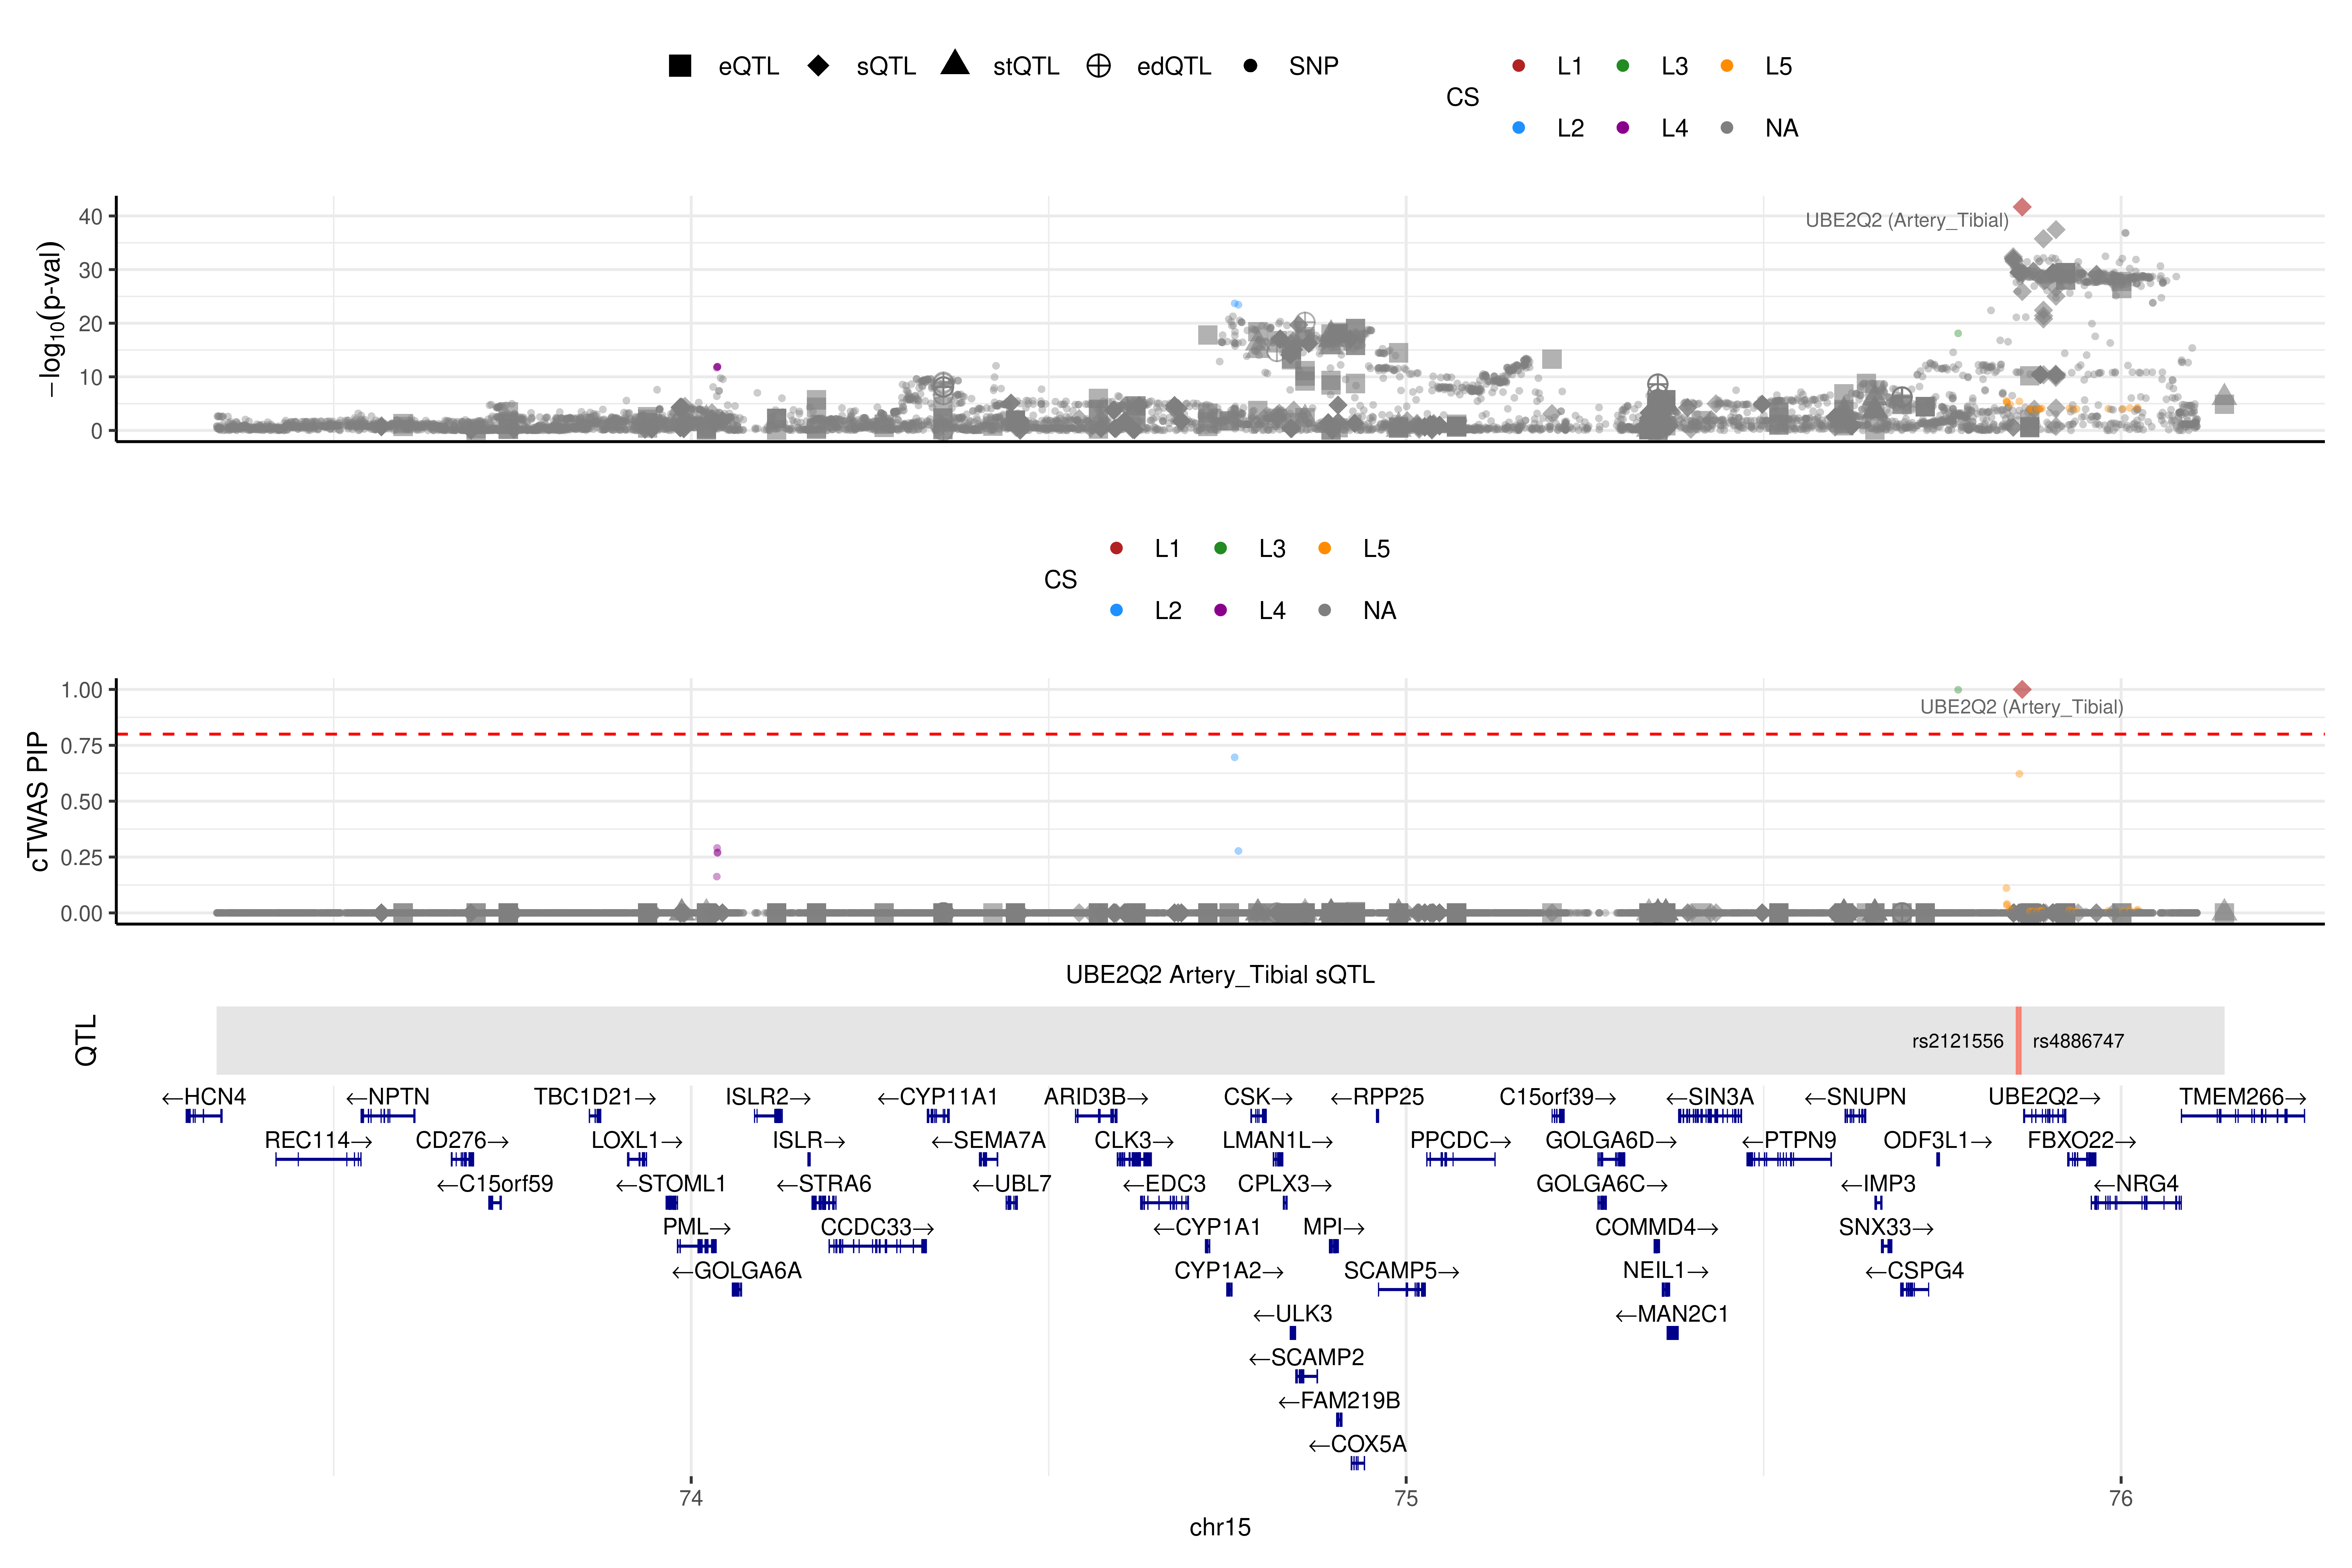 eQTL sQTL stQTL edQTL SNP
CS L1 L3 L5
L2 L4 NA
−log10(p-val)
40
30
20
10
0
UBE2Q2 (Artery_Tibial)
CS L1 L3 L5
L2 L4 NA
cTWAS PIP
1.00
0.75
0.50
0.25
0.00
UBE2Q2 (Artery_Tibial)
UBE2Q2 Artery_Tibial sQTL
QTL
rs2121556 rs4886747
←HCN4 ←NPTN TBC1D21→ ISLR2→ ←CYP11A1 ARID3B→ CSK→ ←RPP25 C15orf39→ ←SIN3A ←SNUPN UBE2Q2→ TMEM266→
REC114→ CD276→ LOXL1→ ISLR→ ←SEMA7A CLK3→ LMAN1L→ PPCDC→ GOLGA6D→ ←PTPN9 ODF3L1→ FBXO22→
←C15orf59 ←STOML1 ←STRA6 ←UBL7 ←EDC3 CPLX3→ GOLGA6C→ ←IMP3 ←NRG4
PML→ CCDC33→ ←CYP1A1 MPI→ COMMD4→ SNX33→
←GOLGA6A CYP1A2→ SCAMP5→ NEIL1→ ←CSPG4
←ULK3 ←MAN2C1
←SCAMP2
←FAM219B
←COX5A
74 75 76
chr15